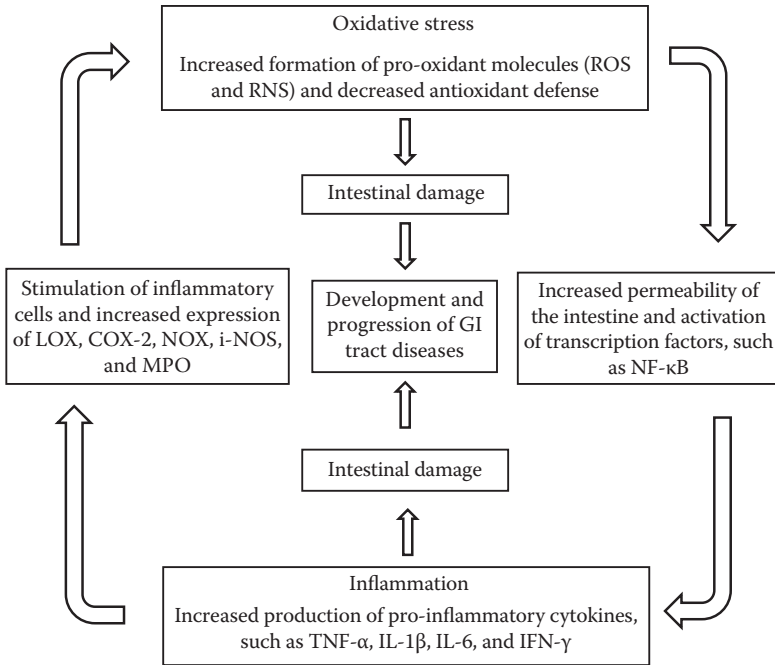 Oxidative stress
Increased formation of pro-oxidant molecules (ROS
and RNS) and decreased antioxidant defense
Intestinal damage
Stimulation of inflammatory
cells and increased expression
of LOX, COX-2, NOX, i-NOS,
and MPO
Development and
progression of GI
tract diseases
Increased permeability of
the intestine and activation
of transcription factors, such
as NF-κB
Intestinal damage
Inflammation
Increased production of pro-inflammatory cytokines,
such as TNF-α, IL-1β, IL-6, and IFN-γ